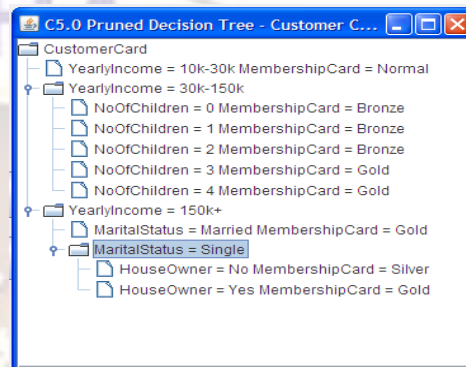 C5.0 Pruned Decision Tree - Customer C...
CustomerCard
YearlyIncome = 10k-30k MembershipCard = Normal
YearlyIncome = 30k-150k
NoOfChildren = 0 MembershipCard = Bronze
NoOfChildren = 1 MembershipCard = Bronze
NoOfChildren = 2 MembershipCard = Bronze
NoOfChildren = 3 MembershipCard = Gold
NoOfChildren = 4 MembershipCard = Gold
YearlyIncome = 150k+
MaritalStatus = Married MembershipCard = Gold
MaritalStatus = Single
HouseOwner = No MembershipCard = Silver
HouseOwner = Yes MembershipCard = Gold